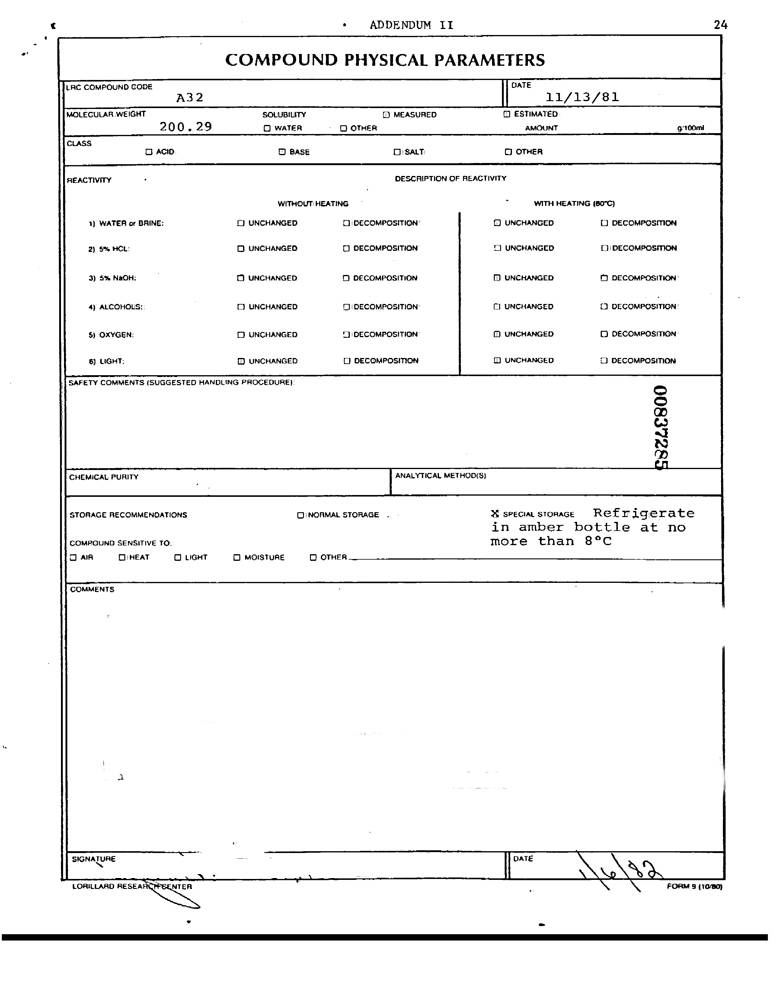 ADDENDUM II 24
COMPOUND PHYSICAL PARAMETERS
LRC COMPOUND CODE DATE
A32 11/13/81
MOLECULAR WEIGHT SOLUBILITY ☐ MEASURED ☐ ESTIMATED
200.29 ☐ WATER ☐ OTHER AMOUNT g/100ml
CLASS
☐ ACID ☐ BASE ☐ SALT ☐ OTHER
REACTIVITY DESCRIPTION OF REACTIVITY
WITHOUT HEATING WITH HEATING (80°C)
1) WATER or BRINE: ☐ UNCHANGED ☐ DECOMPOSITION ☐ UNCHANGED ☐ DECOMPOSITION
2) 5% HCL: ☐ UNCHANGED ☐ DECOMPOSITION ☐ UNCHANGED ☐ DECOMPOSITION
3) 5% NaOH: ☐ UNCHANGED ☐ DECOMPOSITION ☐ UNCHANGED ☐ DECOMPOSITION
4) ALCOHOLS: ☐ UNCHANGED ☐ DECOMPOSITION ☐ UNCHANGED ☐ DECOMPOSITION
5) OXYGEN: ☐ UNCHANGED ☐ DECOMPOSITION ☐ UNCHANGED ☐ DECOMPOSITION
6) LIGHT: ☐ UNCHANGED ☐ DECOMPOSITION ☐ UNCHANGED ☐ DECOMPOSITION
SAFETY COMMENTS (SUGGESTED HANDLING PROCEDURE)
00837285
CHEMICAL PURITY ANALYTICAL METHOD(S)
STORAGE RECOMMENDATIONS ☐ NORMAL STORAGE ☒ SPECIAL STORAGE Refrigerate
in amber bottle at no
COMPOUND SENSITIVE TO: more than 8°C
☐ AIR ☐ HEAT ☐ LIGHT ☐ MOISTURE ☐ OTHER
COMMENTS
SIGNATURE DATE 1/6/82
LORILLARD RESEARCH CENTER FORM 9 (10/80)